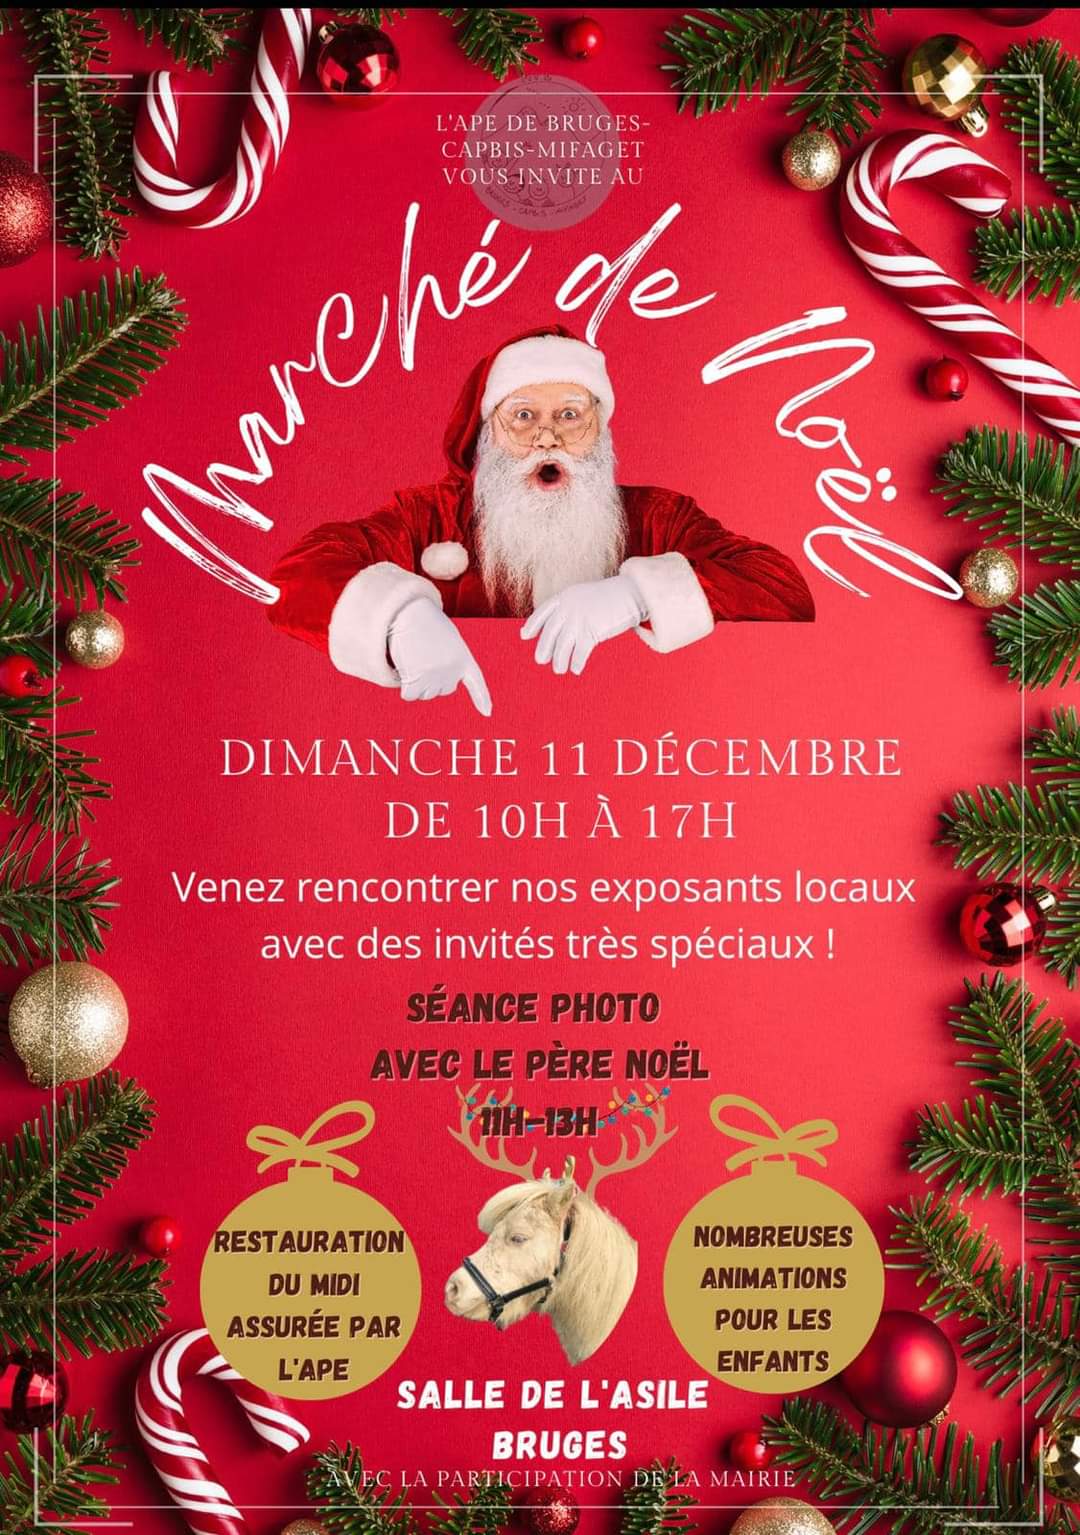 L'APE DE BRUGES-
CAPBIS-MIFAGET
VOUS INVITE AU
Marché de Noël
DIMANCHE 11 DÉCEMBRE
DE 10H À 17H
Venez rencontrer nos exposants locaux
avec des invités très spéciaux !
SÉANCE PHOTO
AVEC LE PÈRE NOËL
11H-13H
RESTAURATION
DU MIDI
ASSURÉE PAR
L'APE
NOMBREUSES
ANIMATIONS
POUR LES
ENFANTS
SALLE DE L'ASILE
BRUGES
AVEC LA PARTICIPATION DE LA MAIRIE